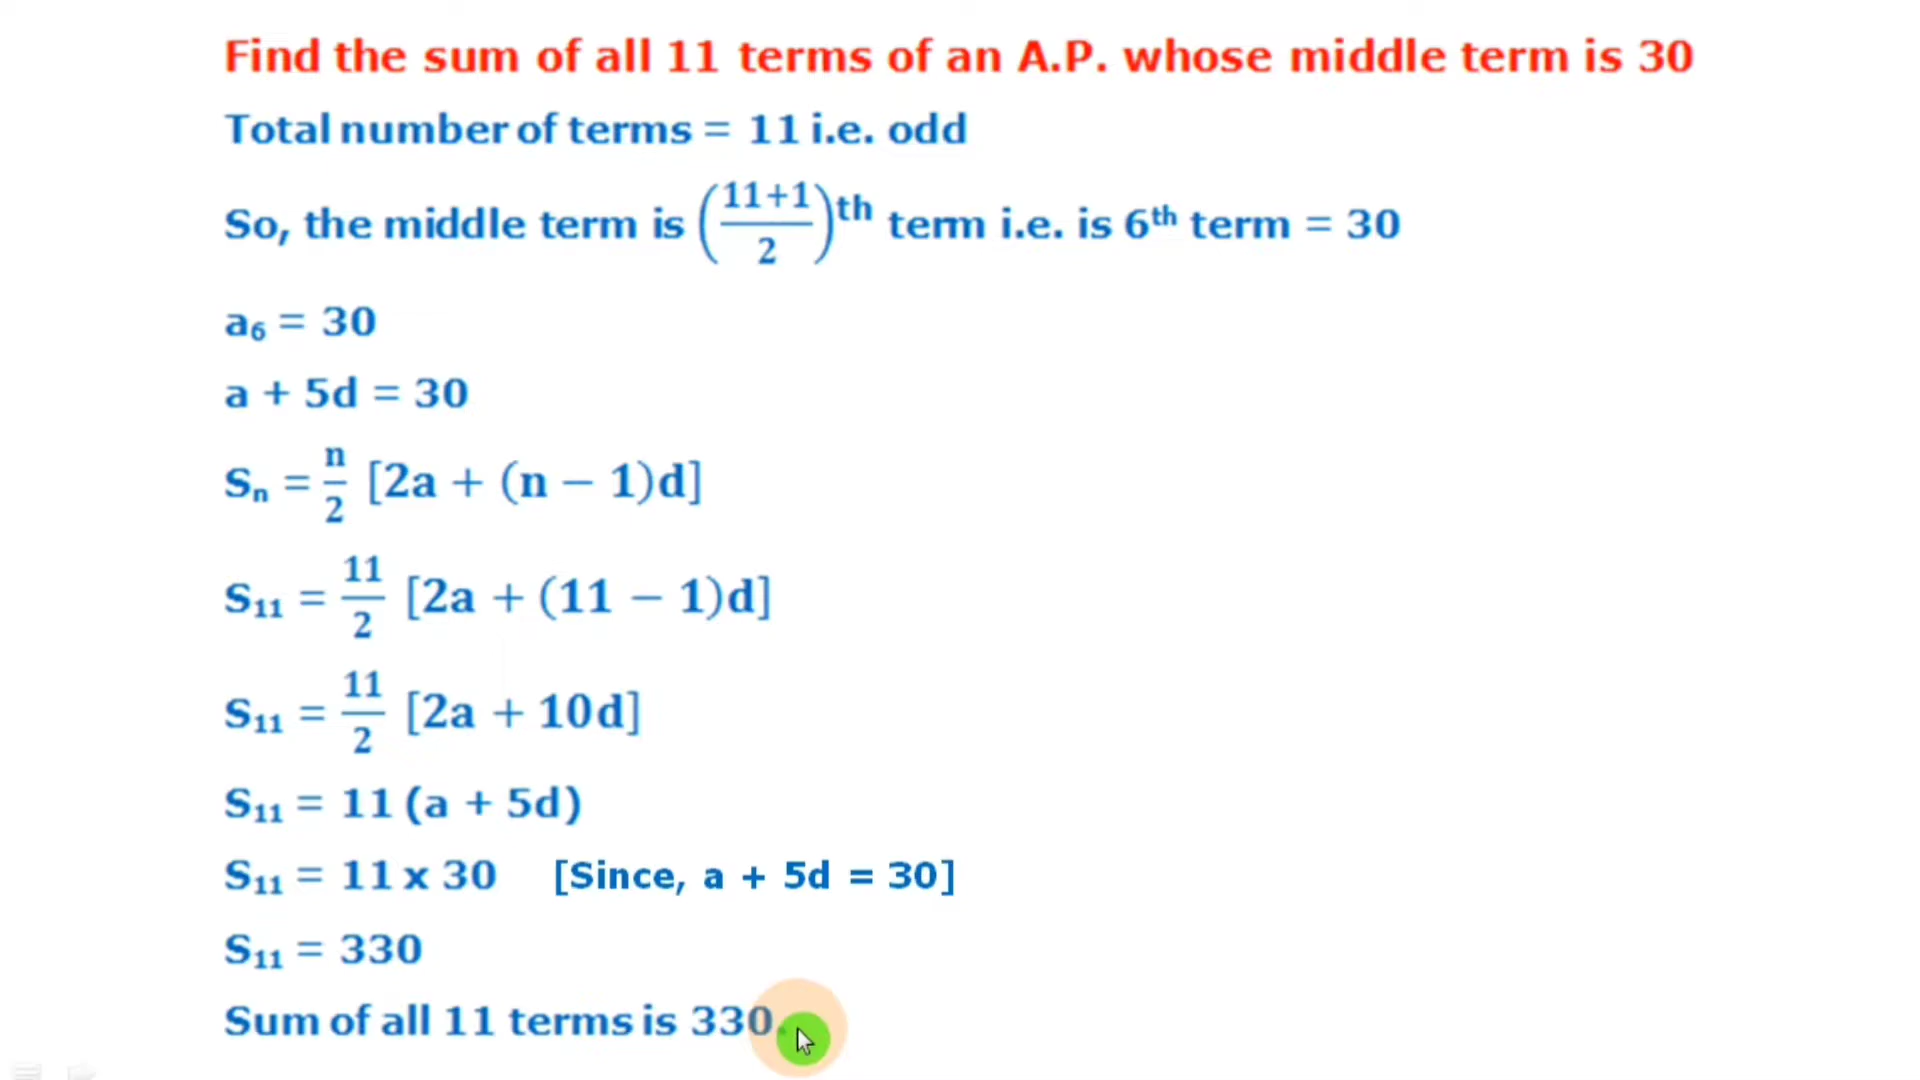 Find the sum of all 11 terms of an A.P. whose middle term is 30
Total number of terms = 11 i.e. odd
So, the middle term is (11+1/2)th term i.e. is 6th term = 30
a₆ = 30
a + 5d = 30
Sₙ = n/2 [2a + (n − 1)d]
S₁₁ = 11/2 [2a + (11 − 1)d]
S₁₁ = 11/2 [2a + 10d]
S₁₁ = 11 (a + 5d)
S₁₁ = 11 x 30 [Since, a + 5d = 30]
S₁₁ = 330
Sum of all 11 terms is 330.